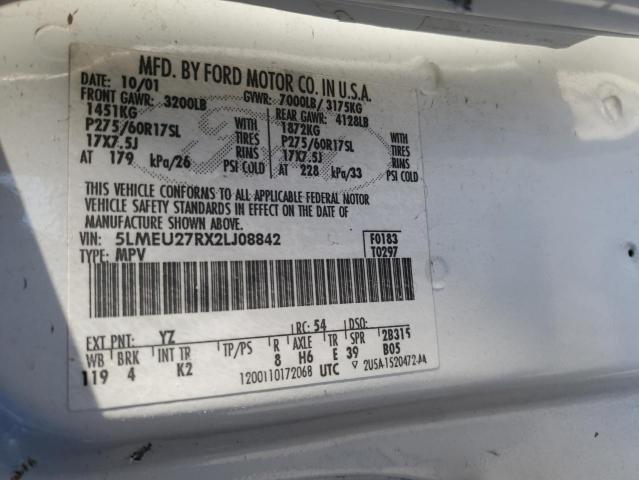 MFD. BY FORD MOTOR CO. IN U.S.A.
DATE: 10/01 GVWR: 7000LB/ 3175KG
FRONT GAWR: 3200LB REAR GAWR: 4128LB
1451KG WITH 1872KG WITH
P275/60R17SL TIRES P275/60R17SL TIRES
17X7.5J RINS 17X7.5J RINS
AT 179 kPa/26 PSI COLD AT 228 kPa/33 PSI COLD
THIS VEHICLE CONFORMS TO ALL APPLICABLE FEDERAL MOTOR
VEHICLE SAFETY STANDARDS IN EFFECT ON THE DATE OF
MANUFACTURE SHOWN ABOVE.
VIN: 5LMEU27RX2LJ08842 F0183
TYPE: MPV T0297
EXT PNT: YZ RC: 54 DSO:
WB BRK INT TR TP/PS R AXLE TR SPR 2B315
119 4 K2 8 H6 E 39 B05
1200110172068 UTC ▽ 2USA-1520472-AA